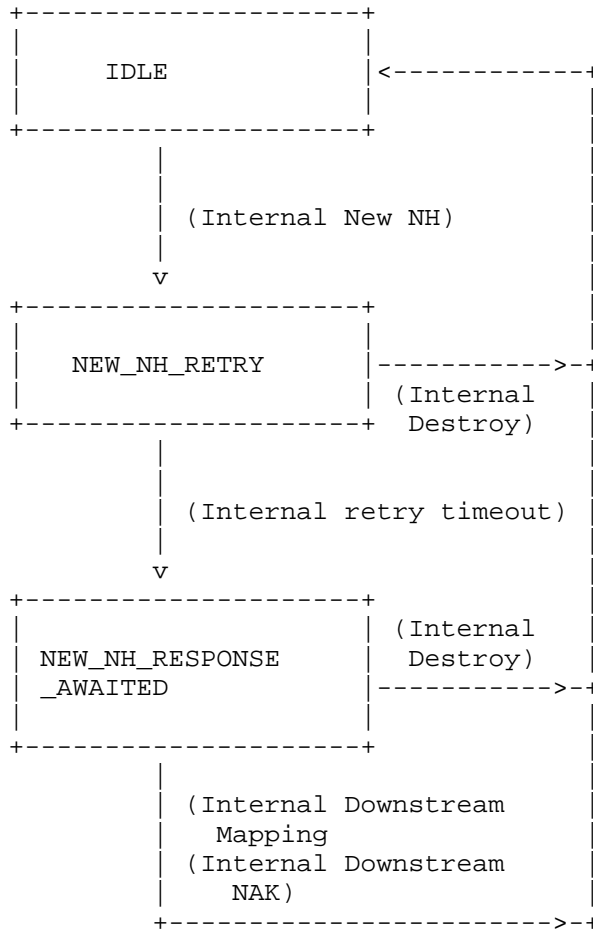 IDLE
(Internal New NH)
NEW_NH_RETRY
(Internal
Destroy)
(Internal retry timeout)
(Internal
NEW_NH_RESPONSE Destroy)
_AWAITED
(Internal Downstream
Mapping
(Internal Downstream
NAK)